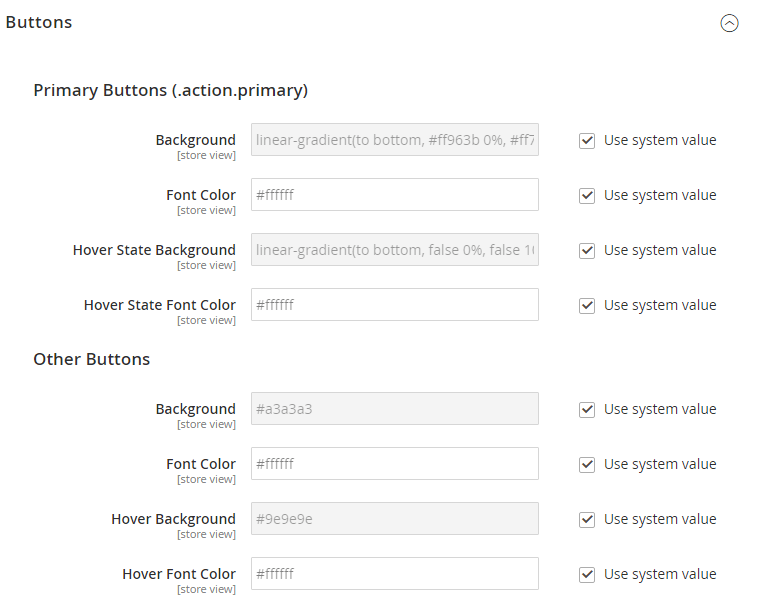 Buttons
Primary Buttons (.action.primary)
Background linear-gradient(to bottom, #ff963b 0%, #ff7 Use system value
[store view]
Font Color #ffffff Use system value
[store view]
Hover State Background linear-gradient(to bottom, false 0%, false 1 Use system value
[store view]
Hover State Font Color #ffffff Use system value
[store view]
Other Buttons
Background #a3a3a3 Use system value
[store view]
Font Color #ffffff Use system value
[store view]
Hover Background #9e9e9e Use system value
[store view]
Hover Font Color #ffffff Use system value
[store view]